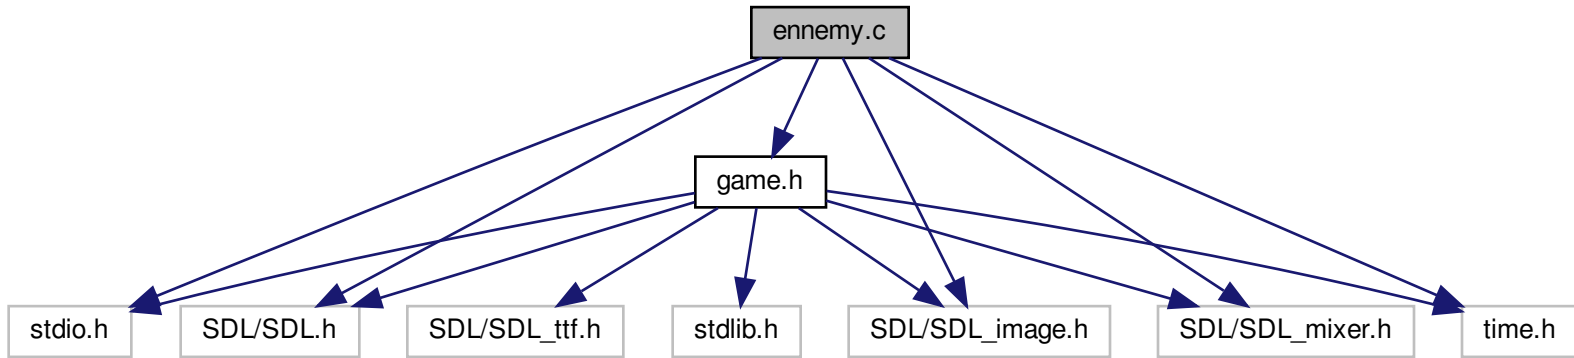 ennemy.c
game.h
stdio.h
SDL/SDL.h
SDL/SDL_ttf.h
stdlib.h
SDL/SDL_image.h
SDL/SDL_mixer.h
time.h